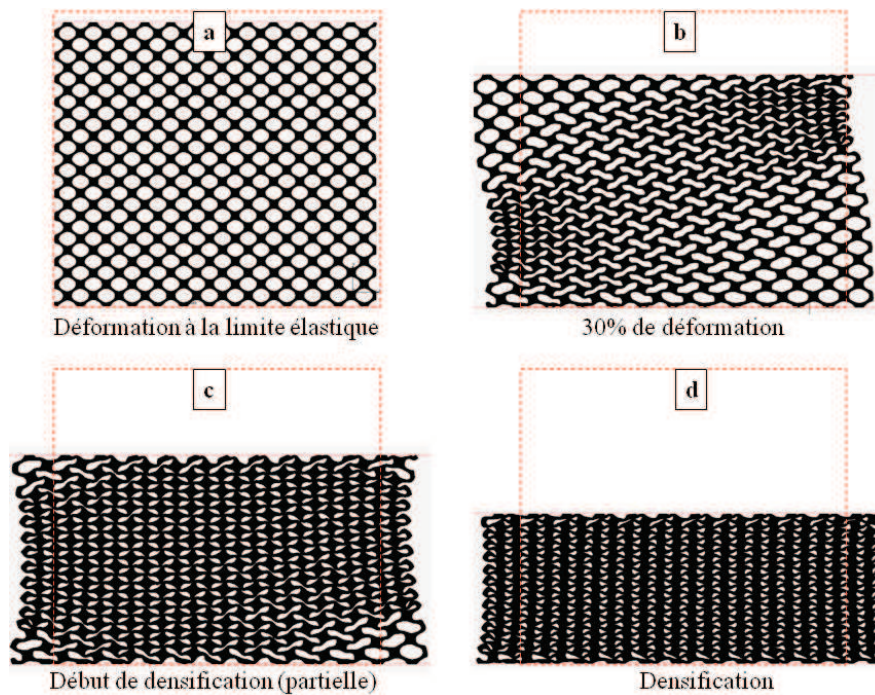 a
b
Déformation à la limite élastique
30% de déformation
c
d
Début de densification (partielle)
Densification